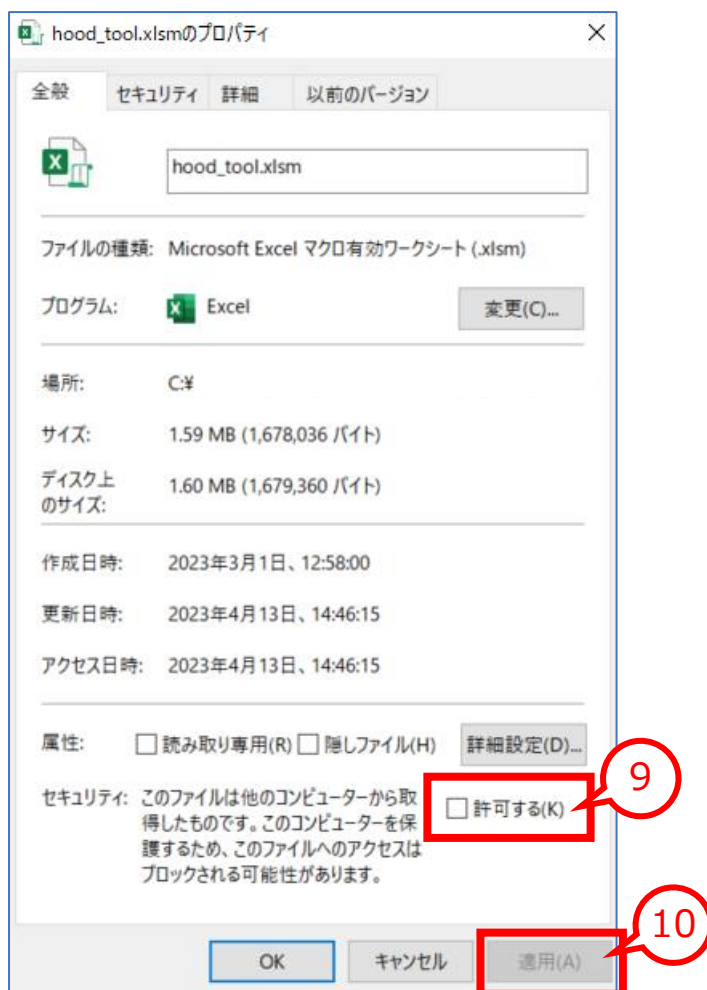 hood_tool.xlsmのプロパティ
全般 セキュリティ 詳細 以前のバージョン
hood_tool.xlsm
ファイルの種類: Microsoft Excel マクロ有効ワークシート (.xlsm)
プログラム: Excel 変更(C)...
場所: C:¥
サイズ: 1.59 MB (1,678,036 バイト)
ディスク上
のサイズ: 1.60 MB (1,679,360 バイト)
作成日時: 2023年3月1日、12:58:00
更新日時: 2023年4月13日、14:46:15
アクセス日時: 2023年4月13日、14:46:15
属性: 読み取り専用(R) 隠しファイル(H) 詳細設定(D)...
9
セキュリティ: このファイルは他のコンピューターから取 許可する(K)
得したものです。このコンピューターを保
護するため、このファイルへのアクセスは
ブロックされる可能性があります。
10
OK キャンセル 適用(A)